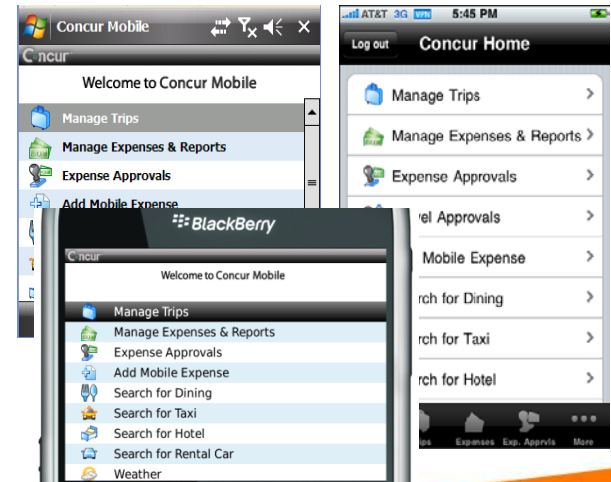 Concur Mobile
C·ncur
Welcome to Concur Mobile
Manage Trips
Manage Expenses & Reports
Expense Approvals
Add Mobile Expense
AT&T 3G VPN 5:45 PM
Log out Concur Home
Manage Trips
Manage Expenses & Reports
Expense Approvals
vel Approvals
Mobile Expense
rch for Dining
rch for Taxi
rch for Hotel
ips Expenses Exp. Apprvls More
BlackBerry
C·ncur
Welcome to Concur Mobile
Manage Trips
Manage Expenses & Reports
Expense Approvals
Add Mobile Expense
Search for Dining
Search for Taxi
Search for Hotel
Search for Rental Car
Weather